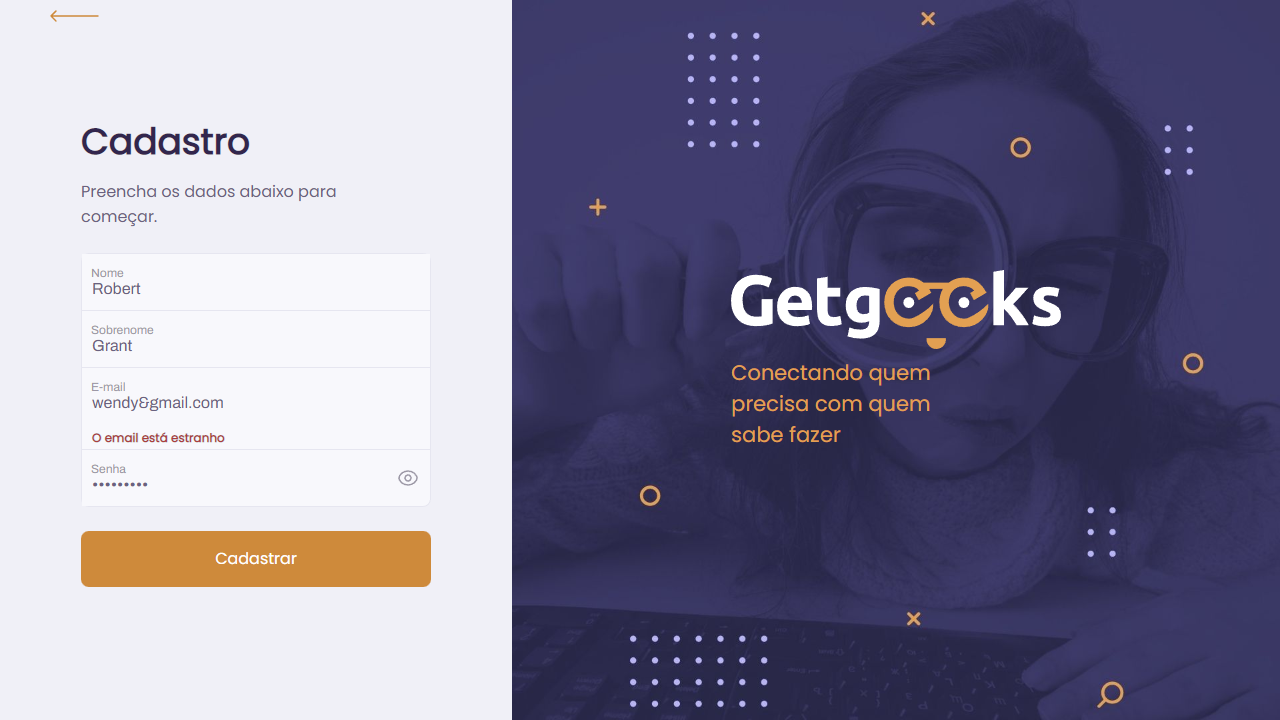 Cadastro
Preencha os dados abaixo para
começar.
Nome
Robert
Sobrenome
Grant
E-mail
wendy&gmail.com
O email está estranho
Senha
•••••••••
Cadastrar
Getgeeks
Conectando quem
precisa com quem
sabe fazer